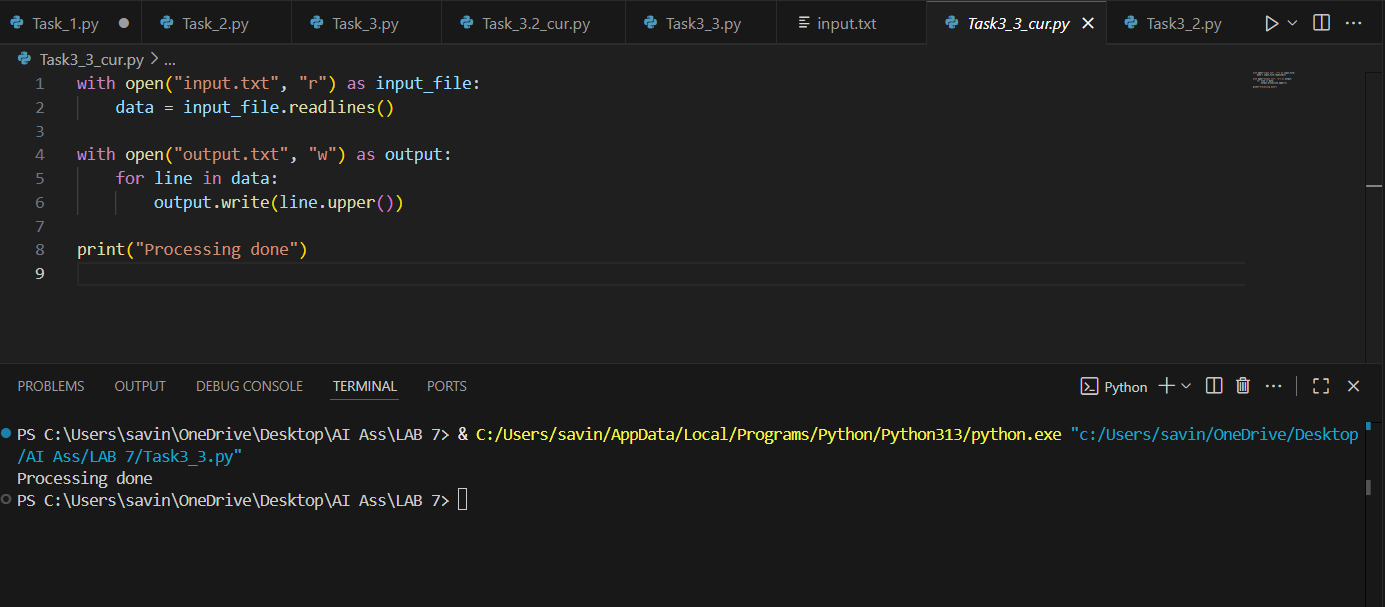 Task_1.py Task_2.py Task_3.py Task_3.2_cur.py Task3_3.py input.txt Task3_3_cur.py Task3_2.py
Task3_3_cur.py > ...
1 with open("input.txt", "r") as input_file:
2     data = input_file.readlines()
3
4 with open("output.txt", "w") as output:
5     for line in data:
6         output.write(line.upper())
7
8 print("Processing done")
9
PROBLEMS OUTPUT DEBUG CONSOLE TERMINAL PORTS Python
PS C:\Users\savin\OneDrive\Desktop\AI Ass\LAB 7> & C:/Users/savin/AppData/Local/Programs/Python/Python313/python.exe "c:/Users/savin/OneDrive/Desktop
/AI Ass/LAB 7/Task3_3.py"
Processing done
PS C:\Users\savin\OneDrive\Desktop\AI Ass\LAB 7>